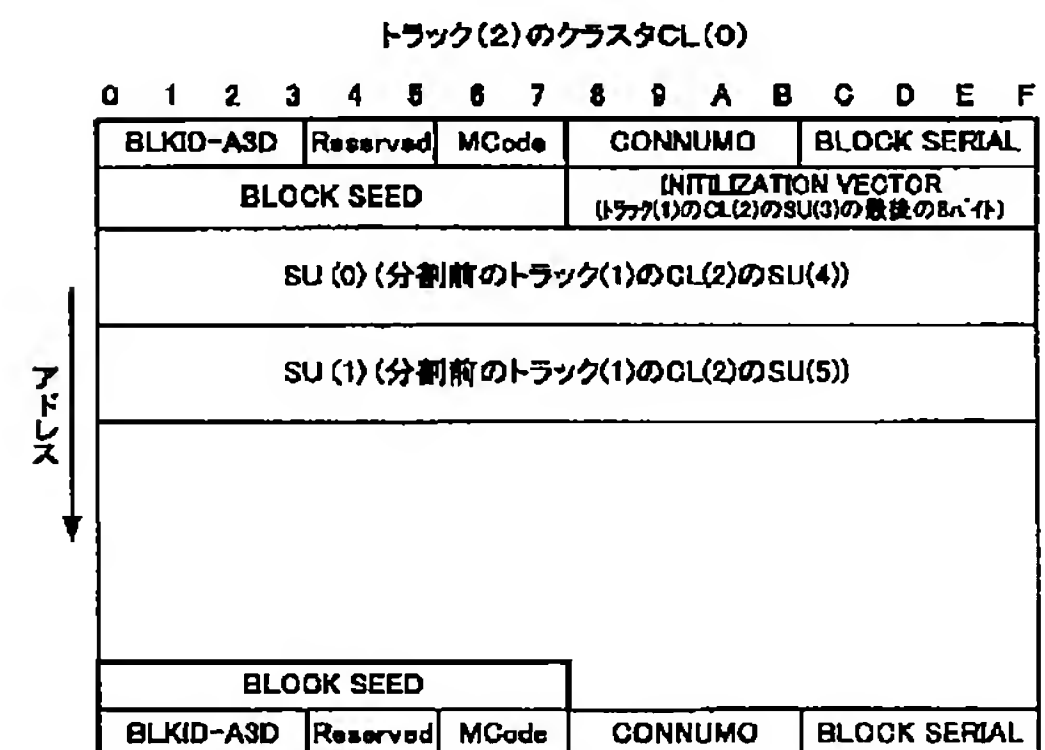 トラック(2)のクラスタCL(0)
0 1 2 3 4 5 6 7 8 9 A B C D E F
BLKID-A3D Reserved MCode CONNUM0 BLOCK SERIAL
BLOCK SEED INITILIZATION VECTOR
(トラック(1)のCL(2)のSU(3)の最後の8バイト)
SU (0) (分割前のトラック(1)のCL(2)のSU(4))
SU (1) (分割前のトラック(1)のCL(2)のSU(5))
アドレス
BLOCK SEED
BLKID-A3D Reserved MCode CONNUM0 BLOCK SERIAL